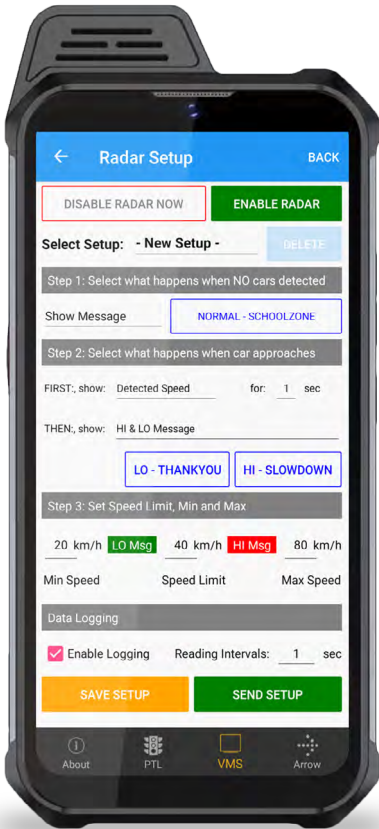 Radar Setup BACK
DISABLE RADAR NOW ENABLE RADAR
Select Setup: - New Setup - DELETE
Step 1: Select what happens when NO cars detected
Show Message NORMAL - SCHOOLZONE
Step 2: Select what happens when car approaches
FIRST:, show: Detected Speed for: 1 sec
THEN:, show: HI & LO Message
LO - THANKYOU HI - SLOWDOWN
Step 3: Set Speed Limit, Min and Max
20 km/h LO Msg 40 km/h HI Msg 80 km/h
Min Speed Speed Limit Max Speed
Data Logging
Enable Logging Reading Intervals: 1 sec
SAVE SETUP SEND SETUP
About PTL VMS Arrow